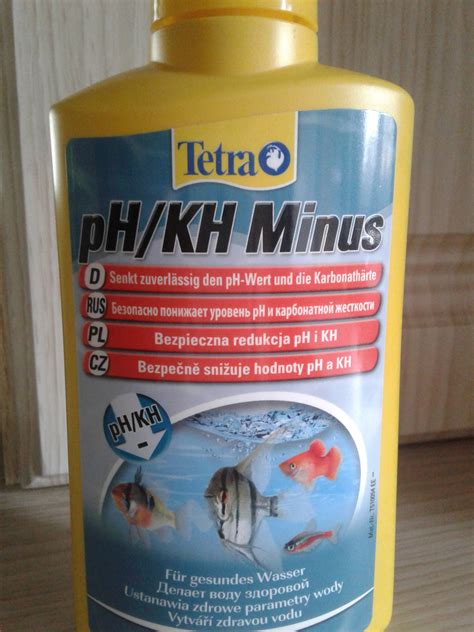 Tetra
pH/KH Minus
D Senkt zuverlässig den pH-Wert und die Karbonathärte
RUS Безопасно понижает уровень pH и карбонатной жесткости
PL Bezpieczna redukcja pH i KH
CZ Bezpečně snižuje hodnoty pH a KH
pH/KH
-
Für gesundes Wasser
Делает воду здоровой
Ustanawia zdrowe parametry wody
Vytváří zdravou vodu